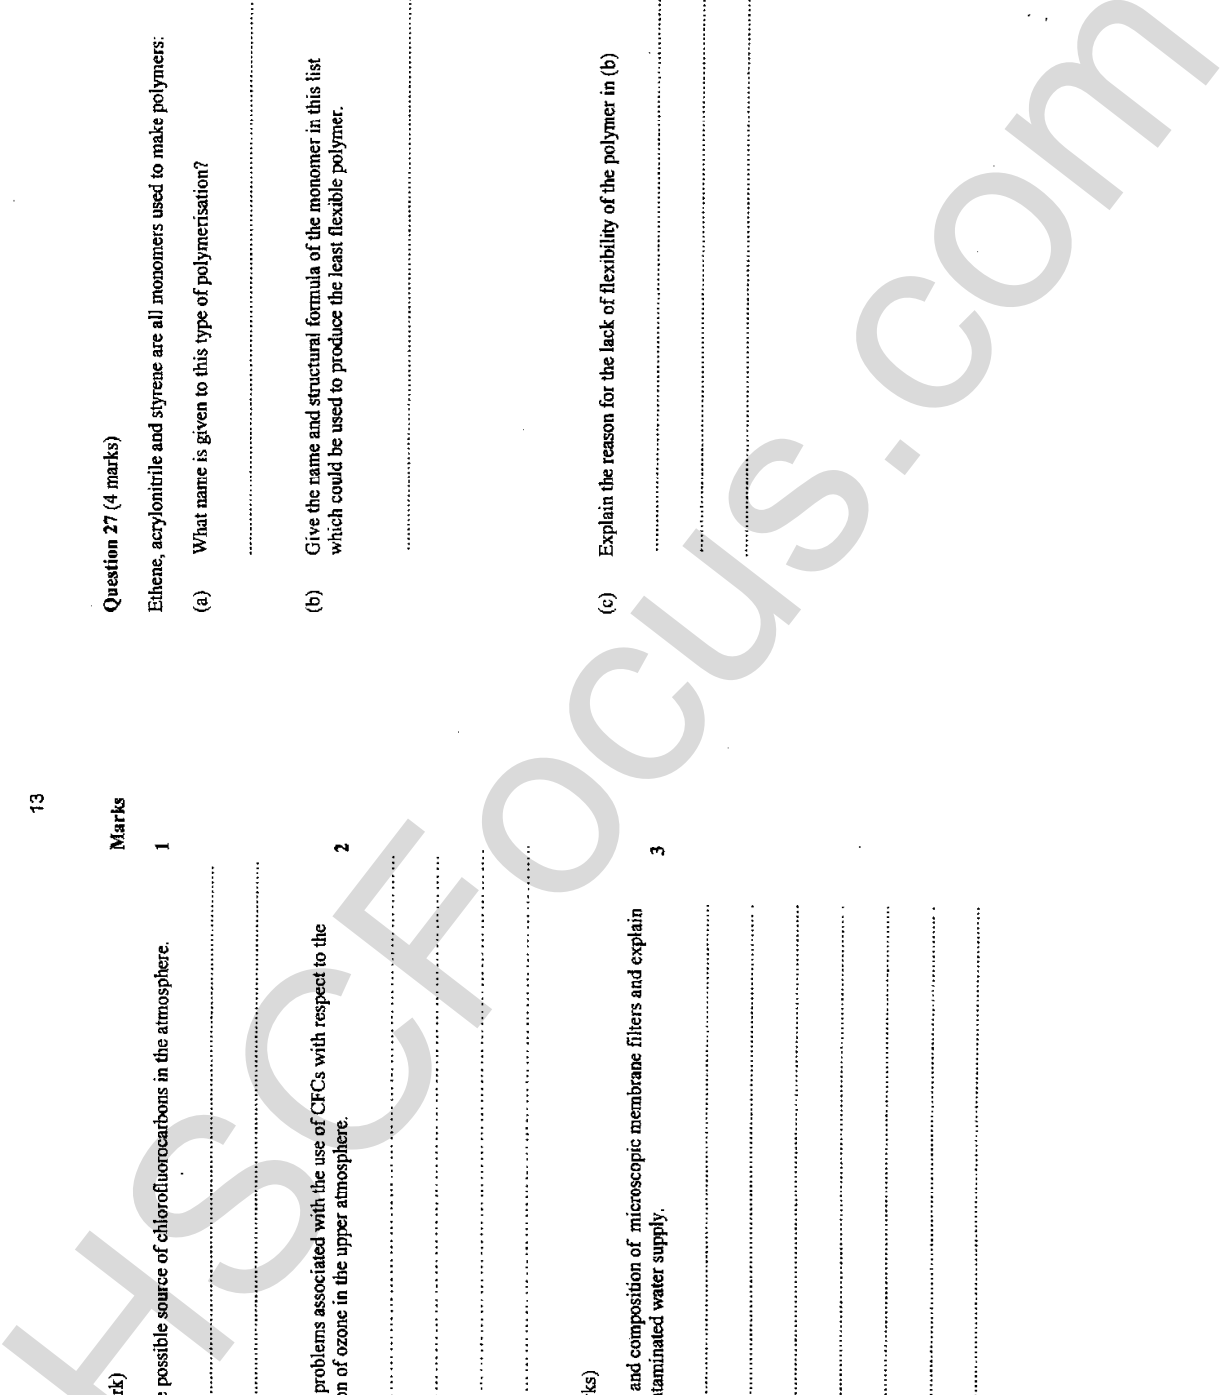 13
Marks
rk)
e possible source of chlorofluorocarbons in the atmosphere.
1
problems associated with the use of CFCs with respect to the
on of ozone in the upper atmosphere.
2
ks)
and composition of microscopic membrane filters and explain
taminated water supply.
3
Question 27 (4 marks)
Ethene, acrylonitrile and styrene are all monomers used to make polymers:
(a) What name is given to this type of polymerisation?
(b) Give the name and structural formula of the monomer in this list
which could be used to produce the least flexible polymer.
(c) Explain the reason for the lack of flexibility of the polymer in (b)
HSCFocus.com